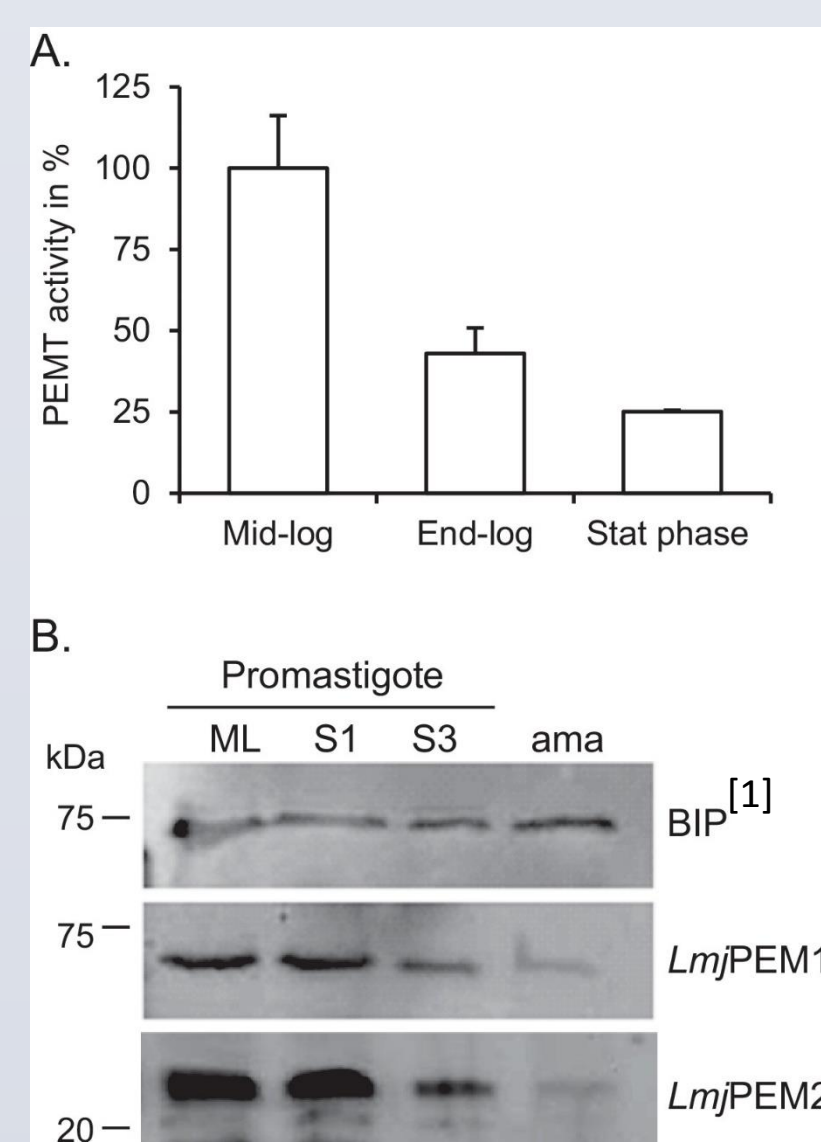 A.
PEMT activity in %
125
100
75
50
25
0
Mid-log End-log Stat phase
B.
Promastigote
kDa ML S1 S3 ama
75 BIP[1]
75 LmjPEM1
LmjPEM2
20